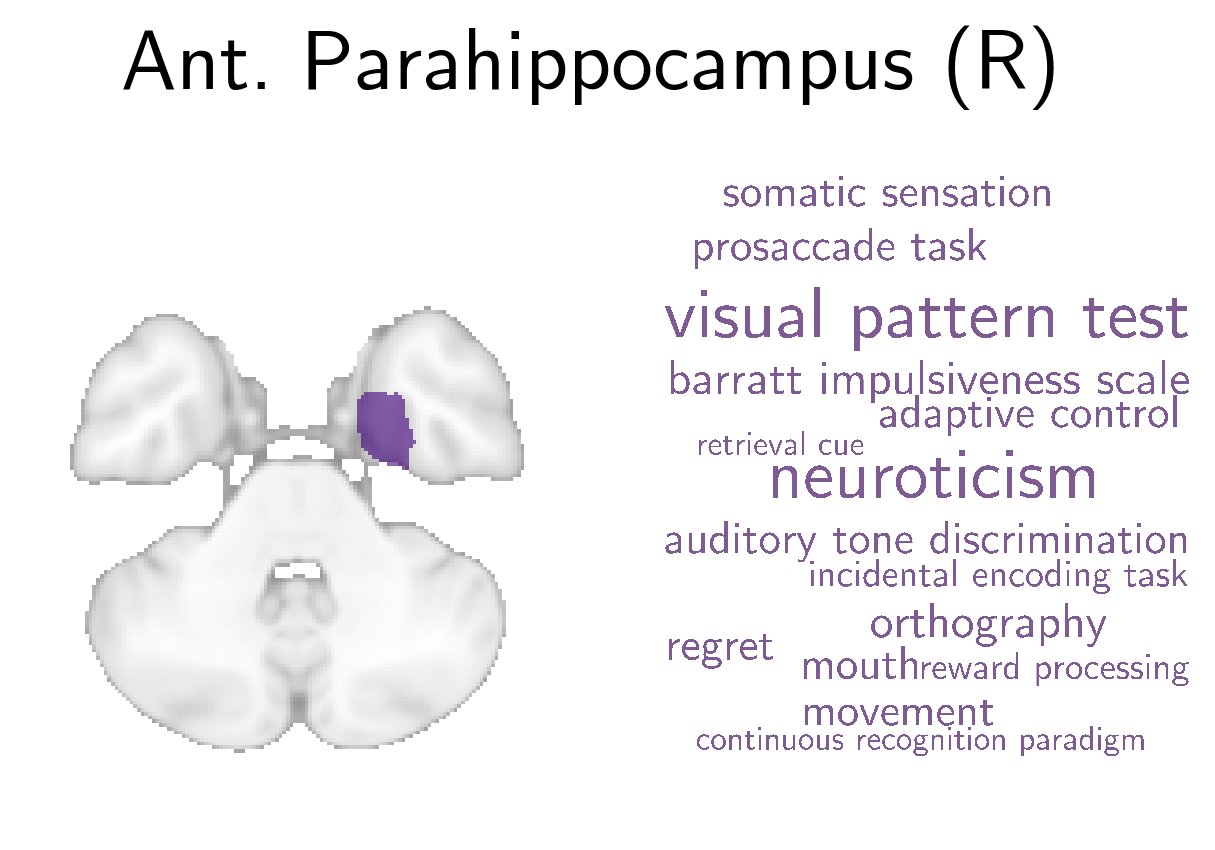 Ant. Parahippocampus (R)
somatic sensation
prosaccade task
visual pattern test
barratt impulsiveness scale
adaptive control
retrieval cue
neuroticism
auditory tone discrimination
incidental encoding task
orthography
regret
mouth reward processing
movement
continuous recognition paradigm